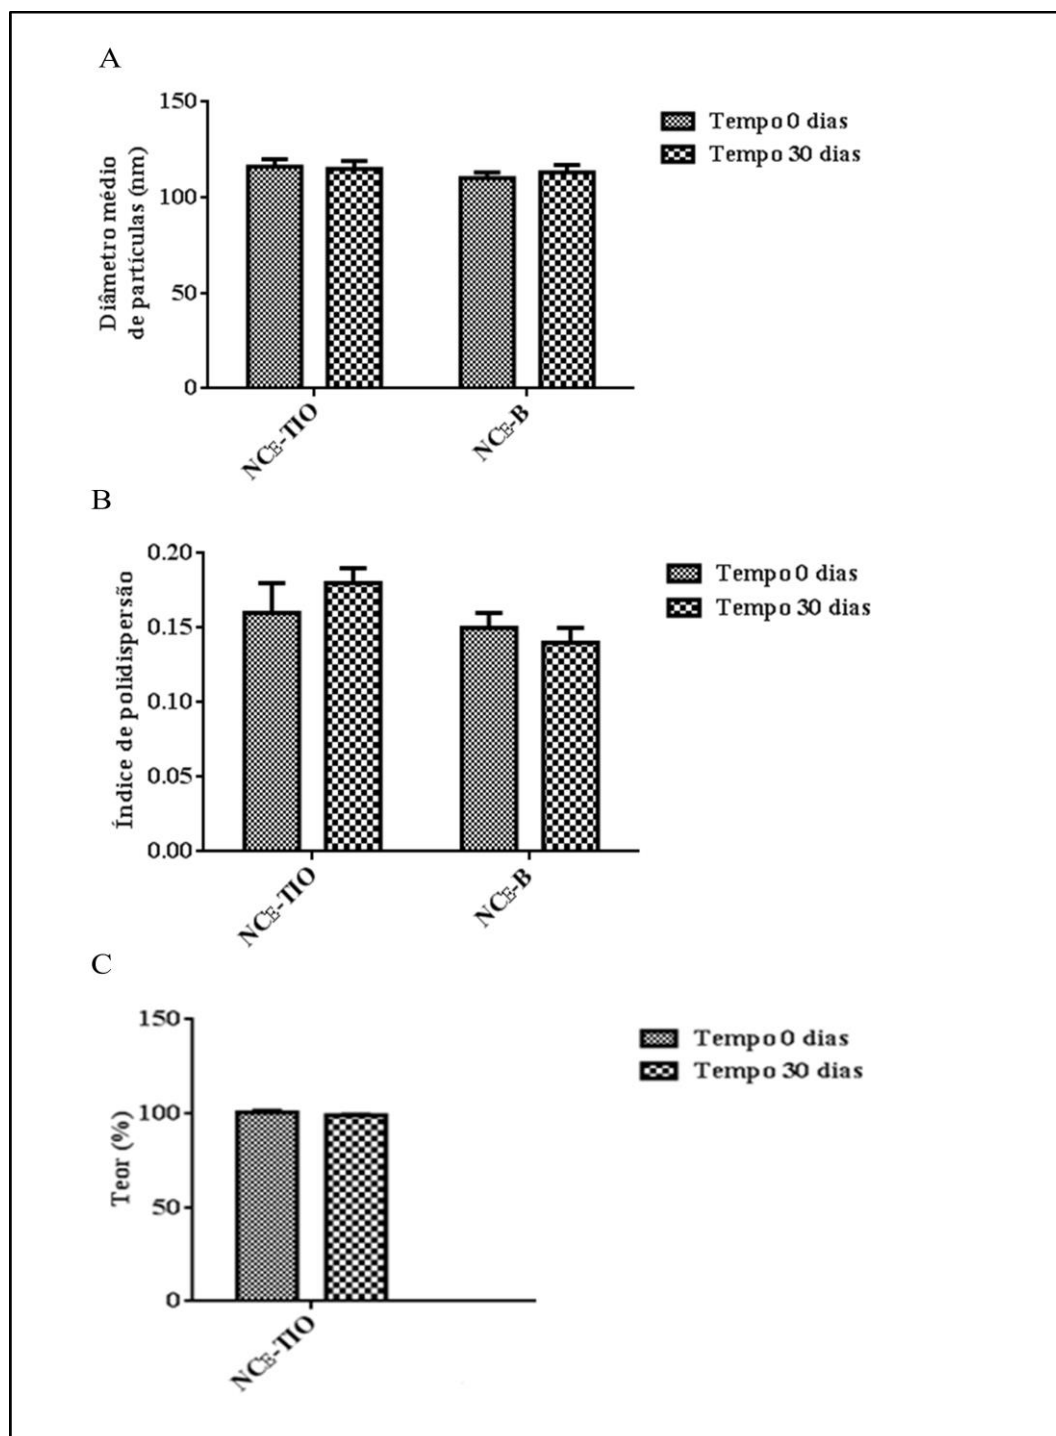 A
Diâmetro médio
de partículas (nm)
150
100
50
0
NCE-TIO
NCE-B
Tempo 0 dias
Tempo 30 dias
B
Índice de polidispersão
0.20
0.15
0.10
0.05
0.00
NCE-TIO
NCE-B
Tempo 0 dias
Tempo 30 dias
C
Teor (%)
150
100
50
0
NCE-TIO
Tempo 0 dias
Tempo 30 dias